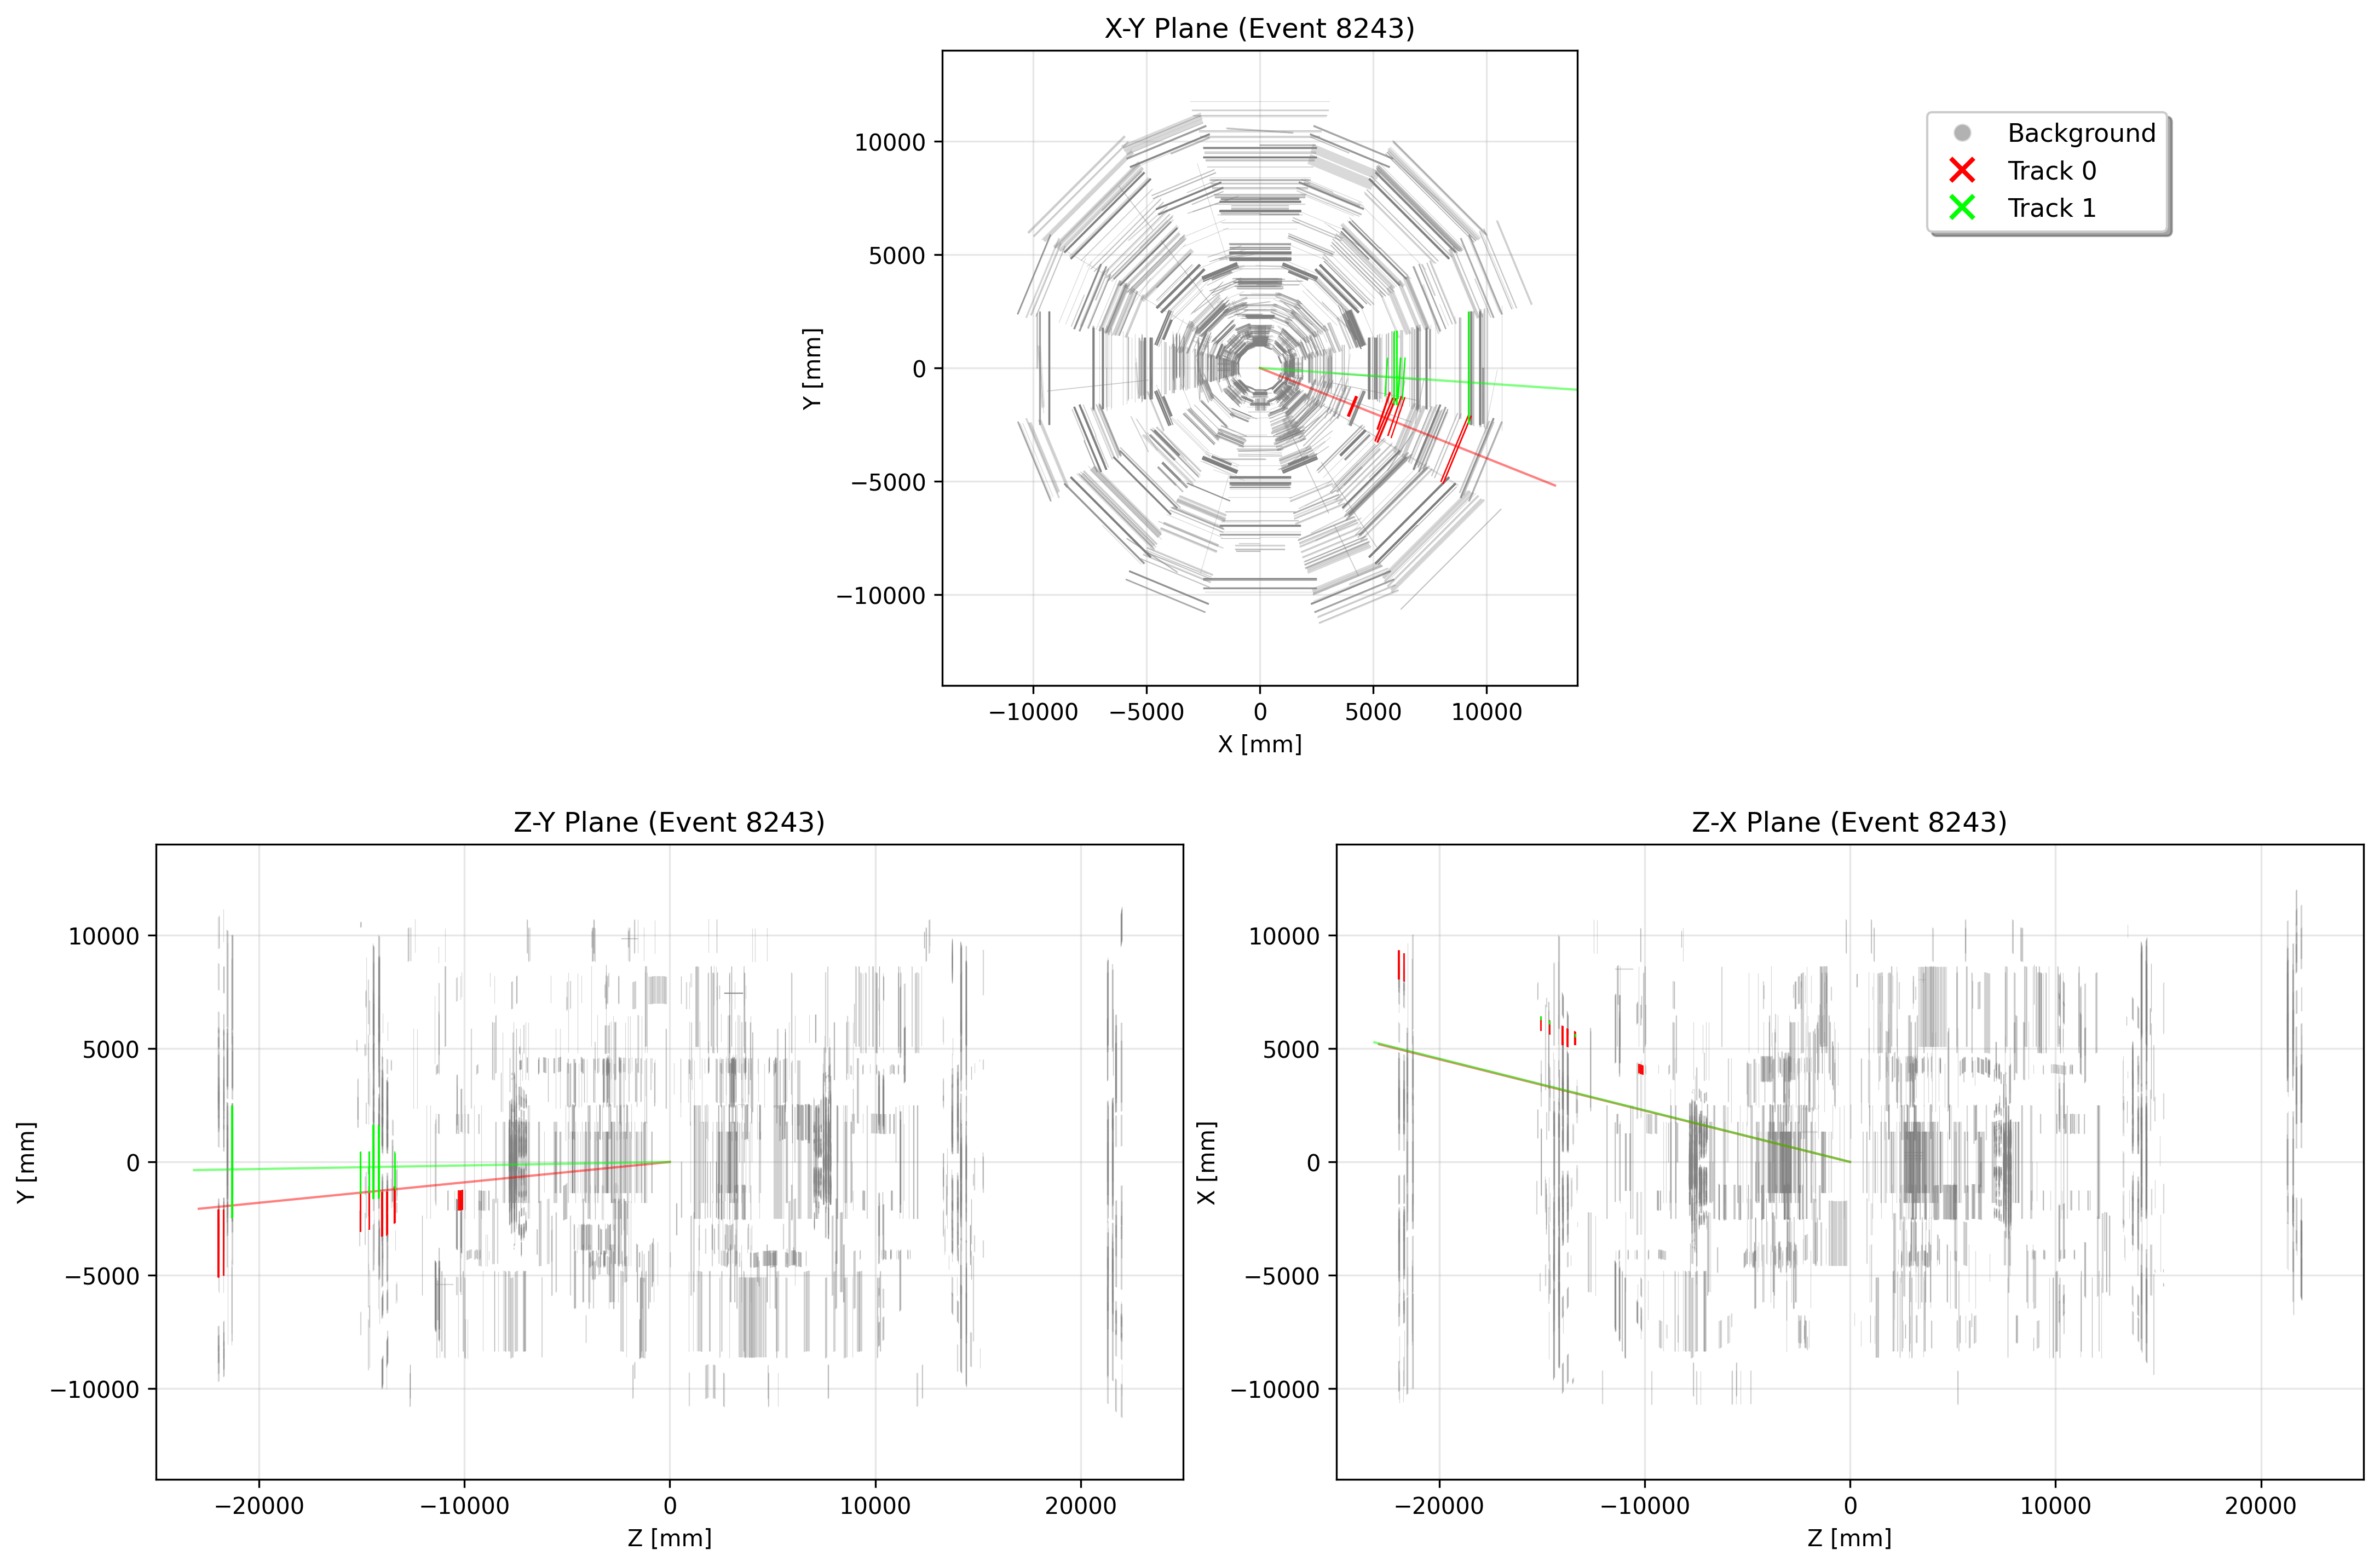 X-Y Plane (Event 8243)
Y [mm]
10000
5000
0
−5000
−10000
−10000 −5000 0 5000 10000
X [mm]
Background
Track 0
Track 1
Z-Y Plane (Event 8243)
Y [mm]
10000
5000
0
−5000
−10000
−20000 −10000 0 10000 20000
Z [mm]
Z-X Plane (Event 8243)
X [mm]
10000
5000
0
−5000
−10000
−20000 −10000 0 10000 20000
Z [mm]